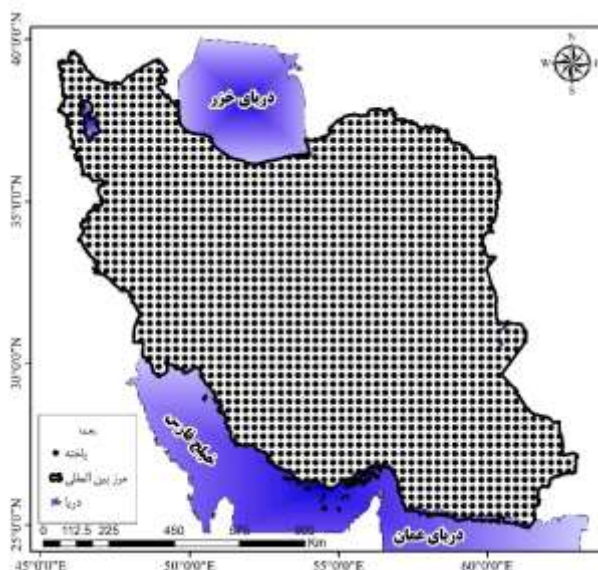 40°0'0"N
35°0'0"N
30°0'0"N
25°0'0"N
N
W
E
S
دریای خزر
خلیج فارس
دریای عمان
یاخته
مرز بین المللی
دریا
0 112.5 225 450 675 900
Km
45°0'0"E 50°0'0"E 55°0'0"E 60°0'0"E